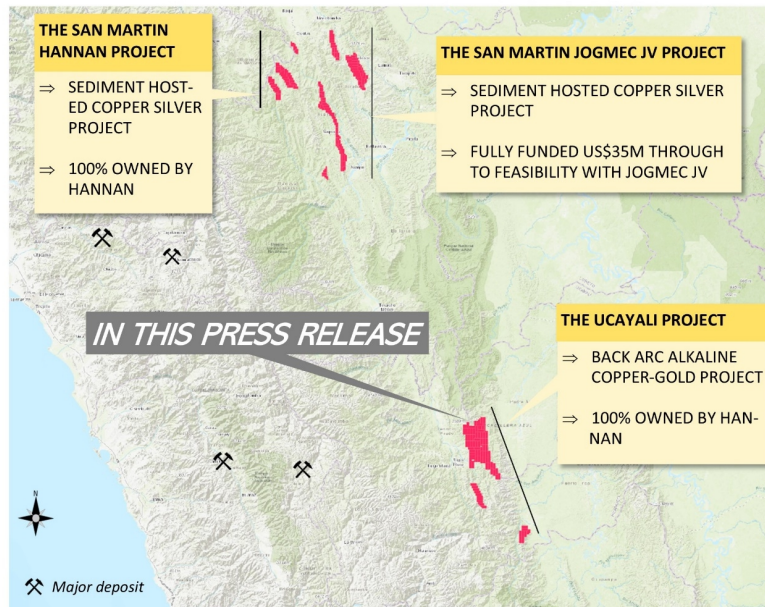 THE SAN MARTIN
HANNAN PROJECT
⇒ SEDIMENT HOST-
ED COPPER SILVER
PROJECT
⇒ 100% OWNED BY
HANNAN
THE SAN MARTIN JOGMEC JV PROJECT
⇒ SEDIMENT HOSTED COPPER SILVER
PROJECT
⇒ FULLY FUNDED US$35M THROUGH
TO FEASIBILITY WITH JOGMEC JV
IN THIS PRESS RELEASE
THE UCAYALI PROJECT
⇒ BACK ARC ALKALINE
COPPER-GOLD PROJECT
⇒ 100% OWNED BY HAN-
NAN
N
Major deposit